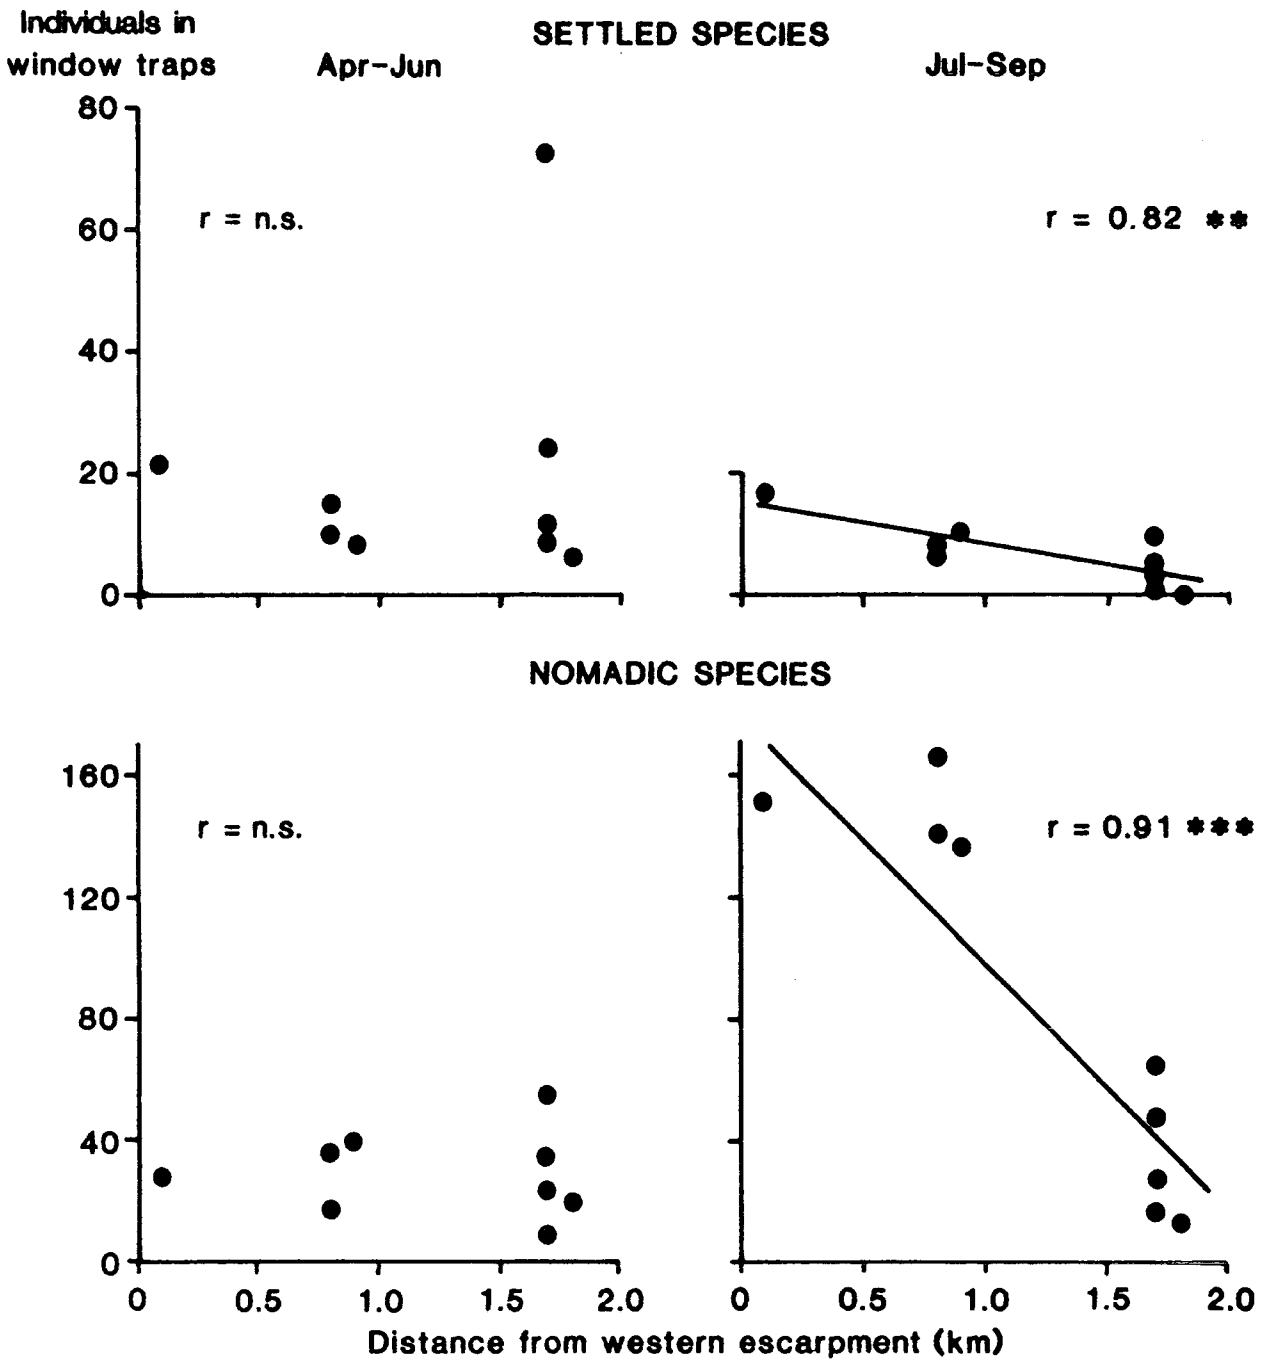 Individuals in
window traps
SETTLED SPECIES
Apr-Jun
Jul-Sep
80
60
40
20
0
r = n.s.
r = 0.82 **
NOMADIC SPECIES
160
120
80
40
0
r = n.s.
r = 0.91 ***
0 0.5 1.0 1.5 2.0
0 0.5 1.0 1.5 2.0
Distance from western escarpment (km)